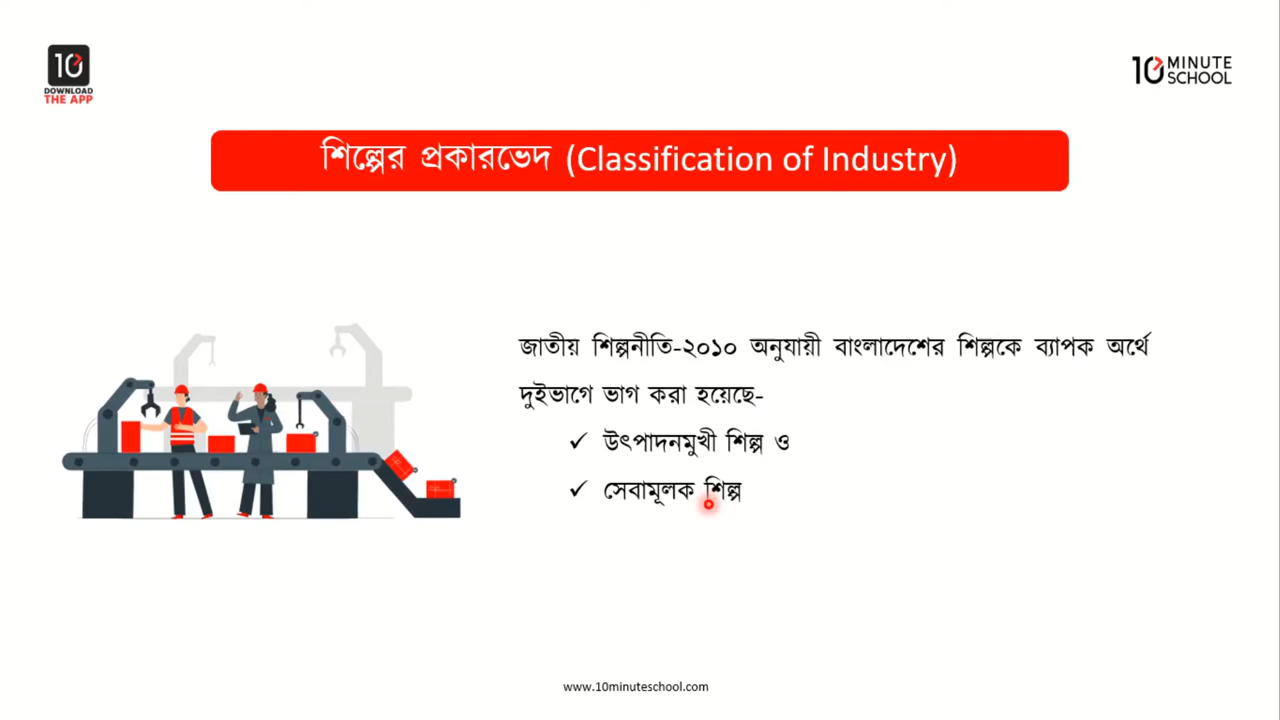 10
DOWNLOAD
THE APP
10 MINUTE
SCHOOL
শিল্পের প্রকারভেদ (Classification of Industry)
জাতীয় শিল্পনীতি-২০১০ অনুযায়ী বাংলাদেশের শিল্পকে ব্যাপক অর্থে
দুইভাগে ভাগ করা হয়েছে-
✓ উৎপাদনমুখী শিল্প ও
✓ সেবামূলক শিল্প
www.10minuteschool.com